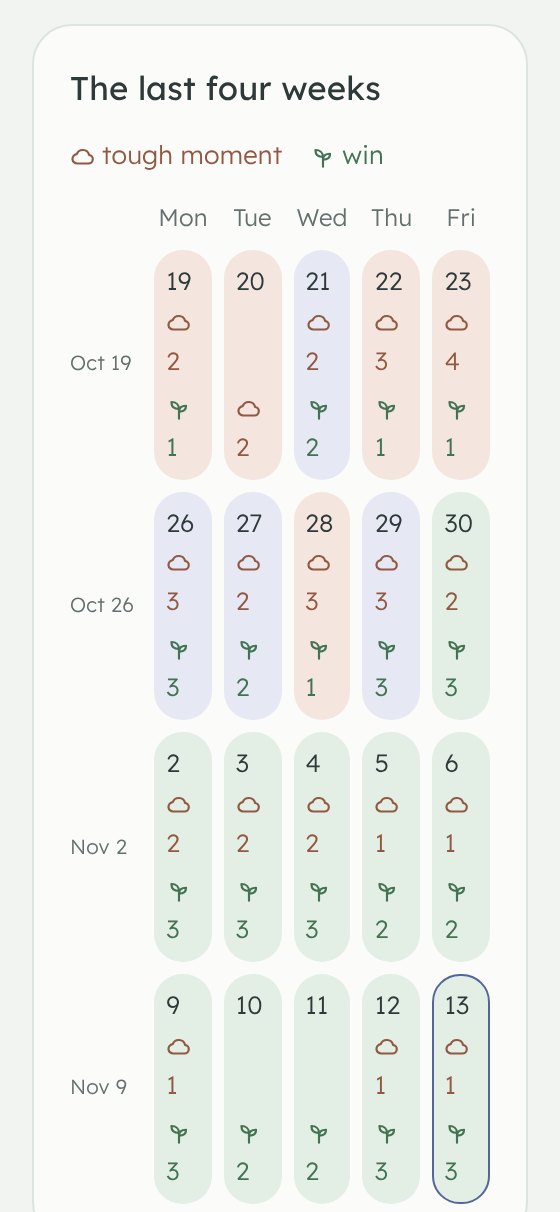 The last four weeks
tough moment win
Mon Tue Wed Thu Fri
19 20 21 22 23
Oct 19
2 2 3 4
1 2 2 1 1
26 27 28 29 30
Oct 26
3 2 3 3 2
3 2 1 3 3
2 3 4 5 6
Nov 2
2 2 2 1 1
3 3 3 2 2
9 10 11 12 13
Nov 9
1 1 1
3 2 2 3 3